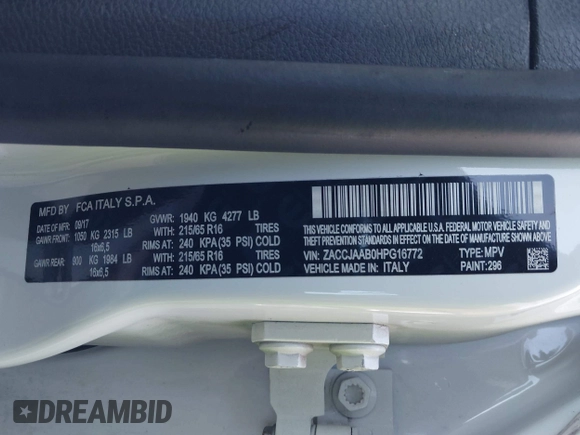 MFD BY FCA ITALY S.P.A.
DATE OF MFR: 09/17 GVWR: 1940 KG 4277 LB
GAWR FRONT: 1050 KG 2315 LB WITH 215/65 R16 TIRES
16x6,5 RIMS AT: 240 KPA(35 PSI) COLD
GAWR REAR: 900 KG 1984 LB WITH 215/65 R16 TIRES
16x6,5 RIMS AT: 240 KPA(35 PSI) COLD
THIS VEHICLE CONFORMS TO ALL APPLICABLE U.S.A. FEDERAL MOTOR VEHICLE SAFETY, BUMPER AND THEFT PREVENTION STANDARDS IN EFFECT ON THE DATE OF MANUFACTURE SHOWN ABOVE.
VIN: ZACCJAAB0HPG16772 TYPE: MPV
VEHICLE MADE IN: ITALY PAINT: 296
DREAMBID